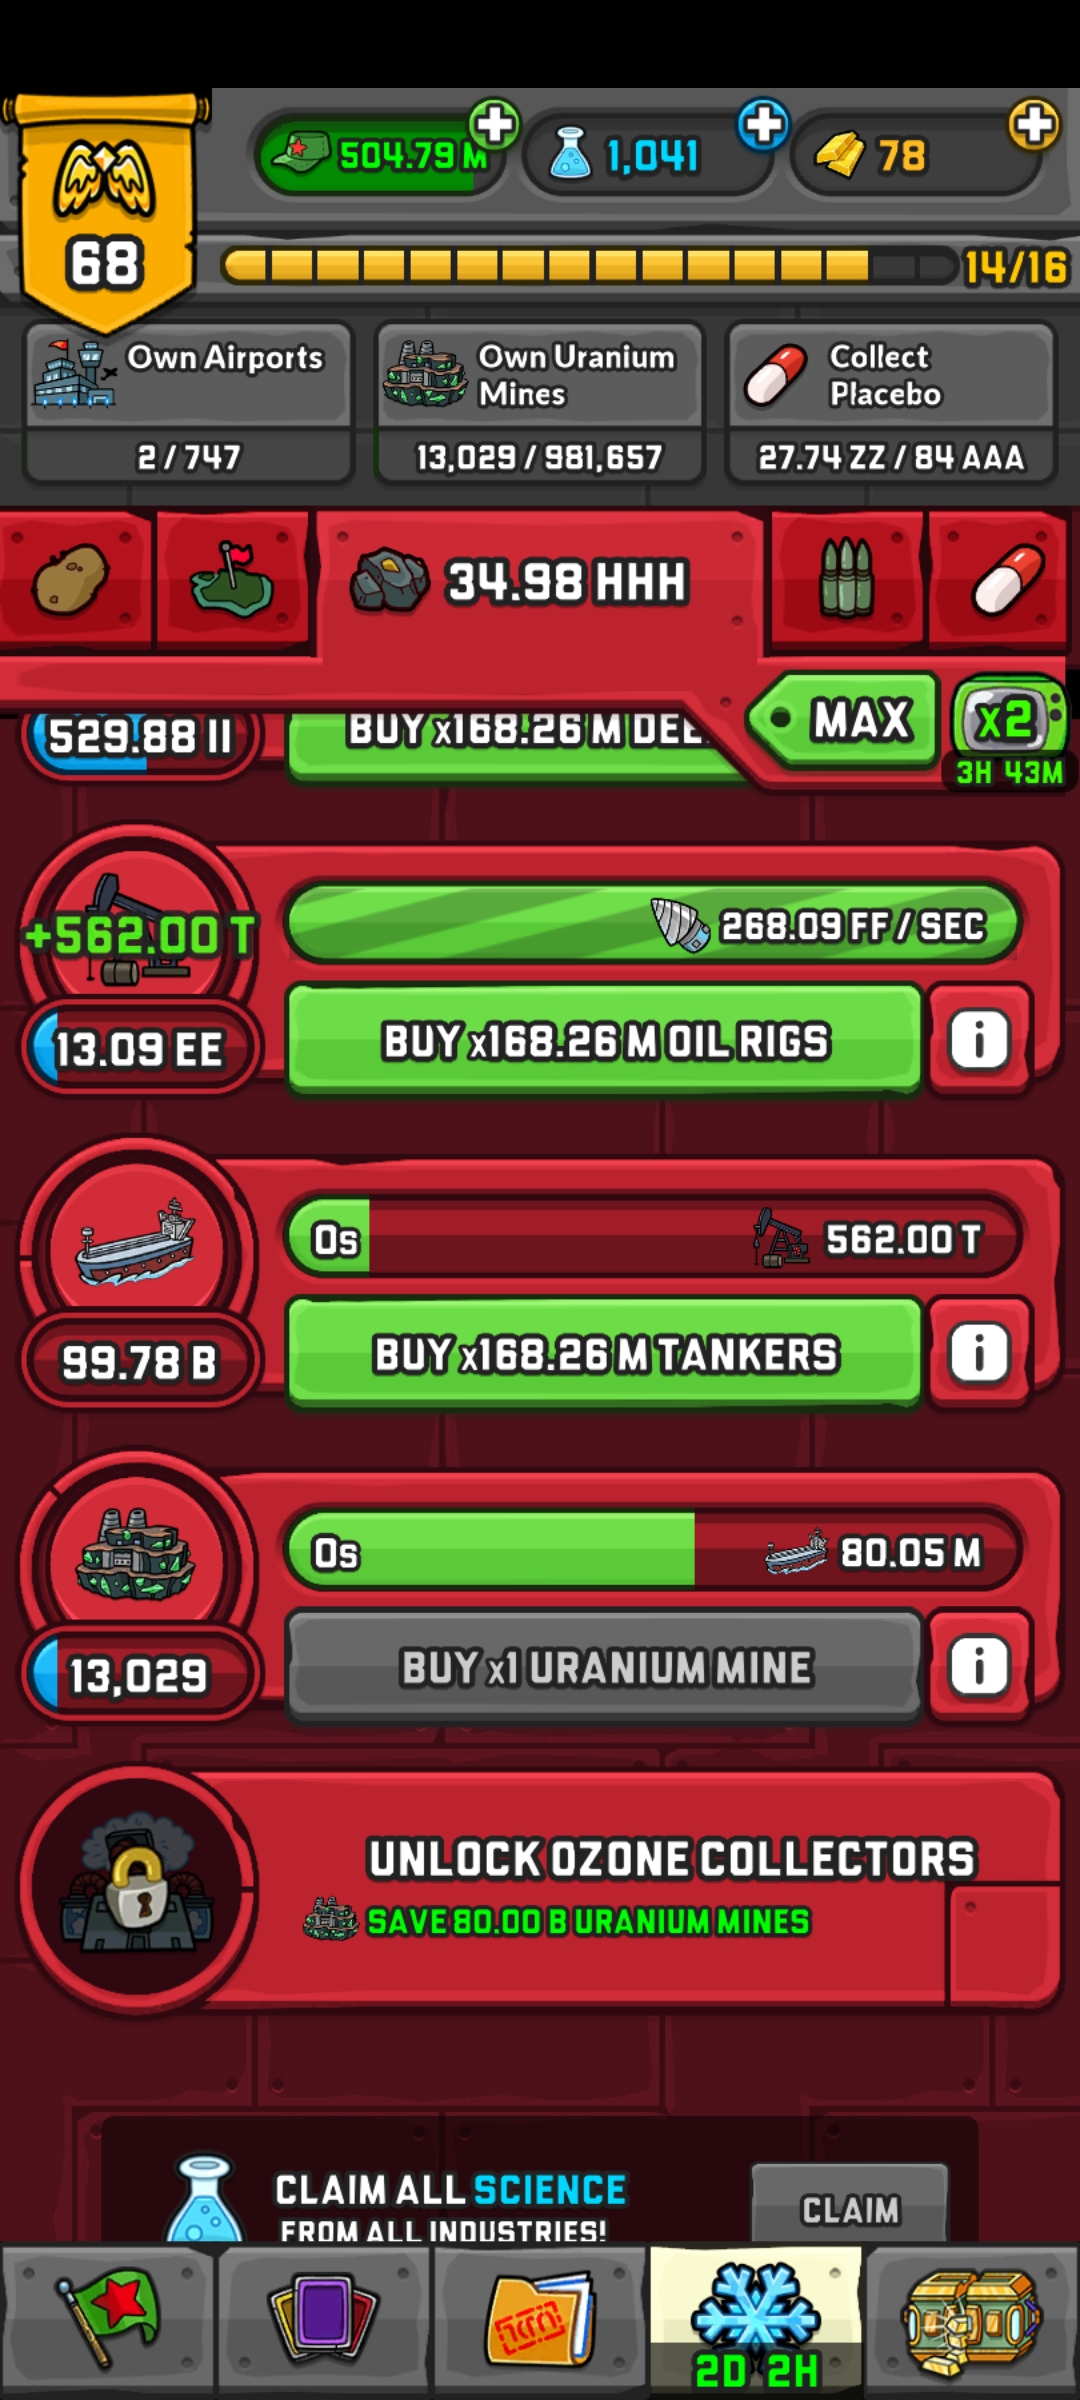 504.79 M
1,041
78
68
14/16
Own Airports
2 / 747
Own Uranium
Mines
13,029 / 981,657
Collect
Placebo
27.74 ZZ / 84 AAA
34.98 HHH
MAX
x2
3H 43M
529.88 II
BUY x168.26 M DEE
+562.00 T
268.09 FF / SEC
13.09 EE
BUY x168.26 M OIL RIGS
i
0s
562.00 T
99.78 B
BUY x168.26 M TANKERS
i
0s
80.05 M
13,029
BUY x1 URANIUM MINE
i
UNLOCK OZONE COLLECTORS
SAVE 80.00 B URANIUM MINES
CLAIM ALL SCIENCE
FROM ALL INDUSTRIES!
CLAIM
2D 2H